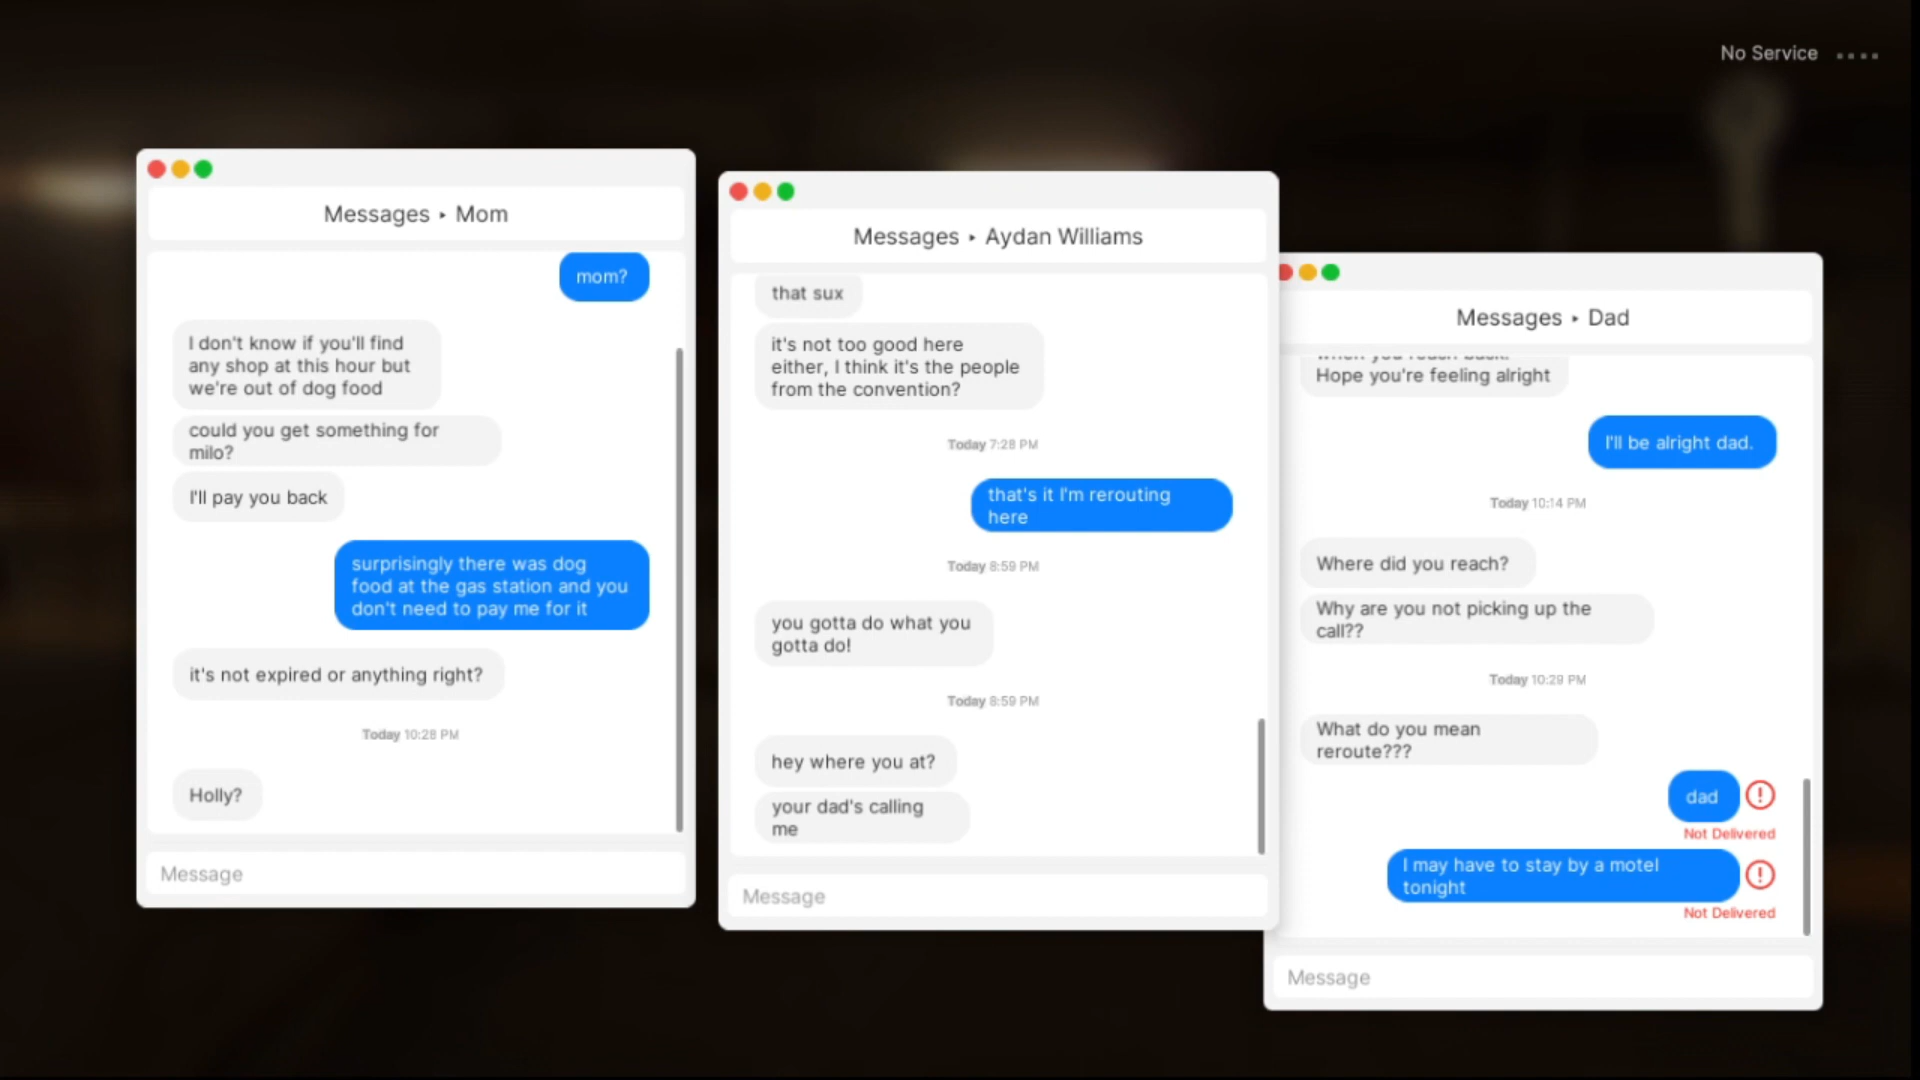 No Service
Messages ‣ Mom
mom?
I don't know if you'll find
any shop at this hour but
we're out of dog food
could you get something for
milo?
I'll pay you back
surprisingly there was dog
food at the gas station and you
don't need to pay me for it
it's not expired or anything right?
Today 10:28 PM
Holly?
Message
Messages ‣ Aydan Williams
that sux
it's not too good here
either, I think it's the people
from the convention?
Today 7:28 PM
that's it I'm rerouting
here
Today 8:59 PM
you gotta do what you
gotta do!
Today 8:59 PM
hey where you at?
your dad's calling
me
Message
Messages ‣ Dad
when you reach back.
Hope you're feeling alright
I'll be alright dad.
Today 10:14 PM
Where did you reach?
Why are you not picking up the
call??
Today 10:29 PM
What do you mean
reroute???
dad
Not Delivered
I may have to stay by a motel
tonight
Not Delivered
Message